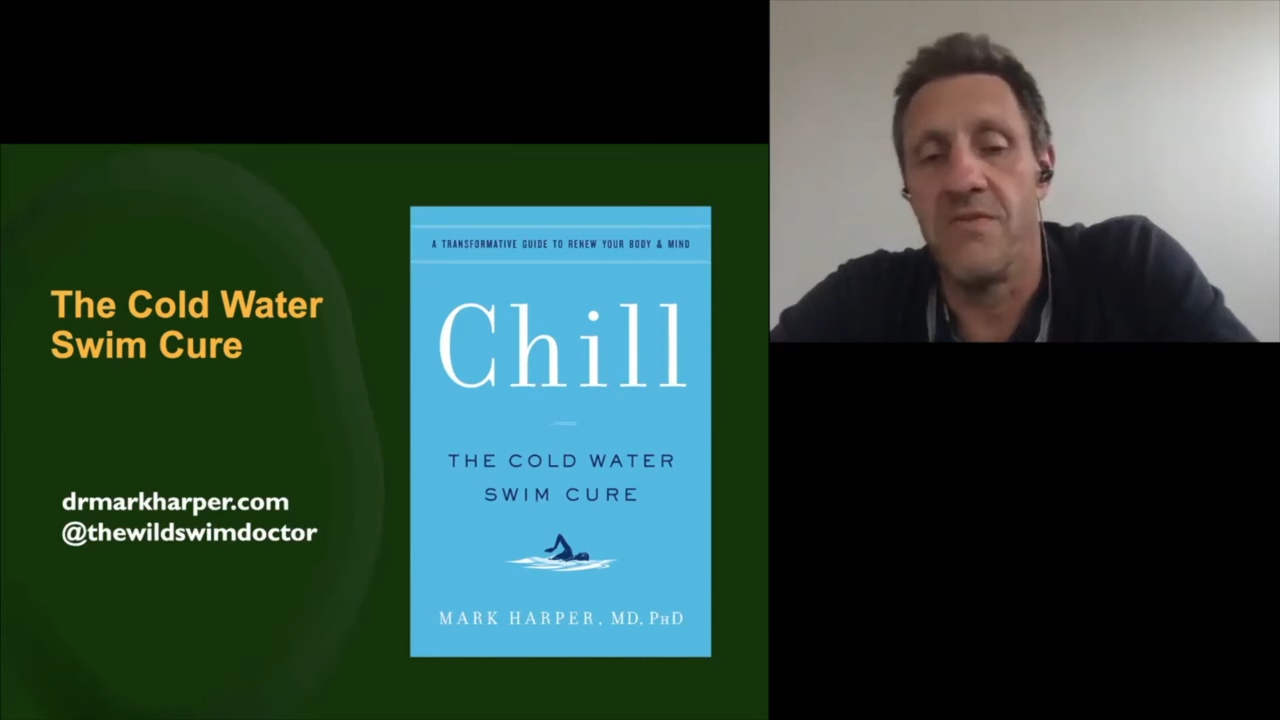 The Cold Water
Swim Cure
drmarkharper.com
@thewildswimdoctor
A TRANSFORMATIVE GUIDE TO RENEW YOUR BODY & MIND
Chill
THE COLD WATER
SWIM CURE
MARK HARPER, MD, PHD